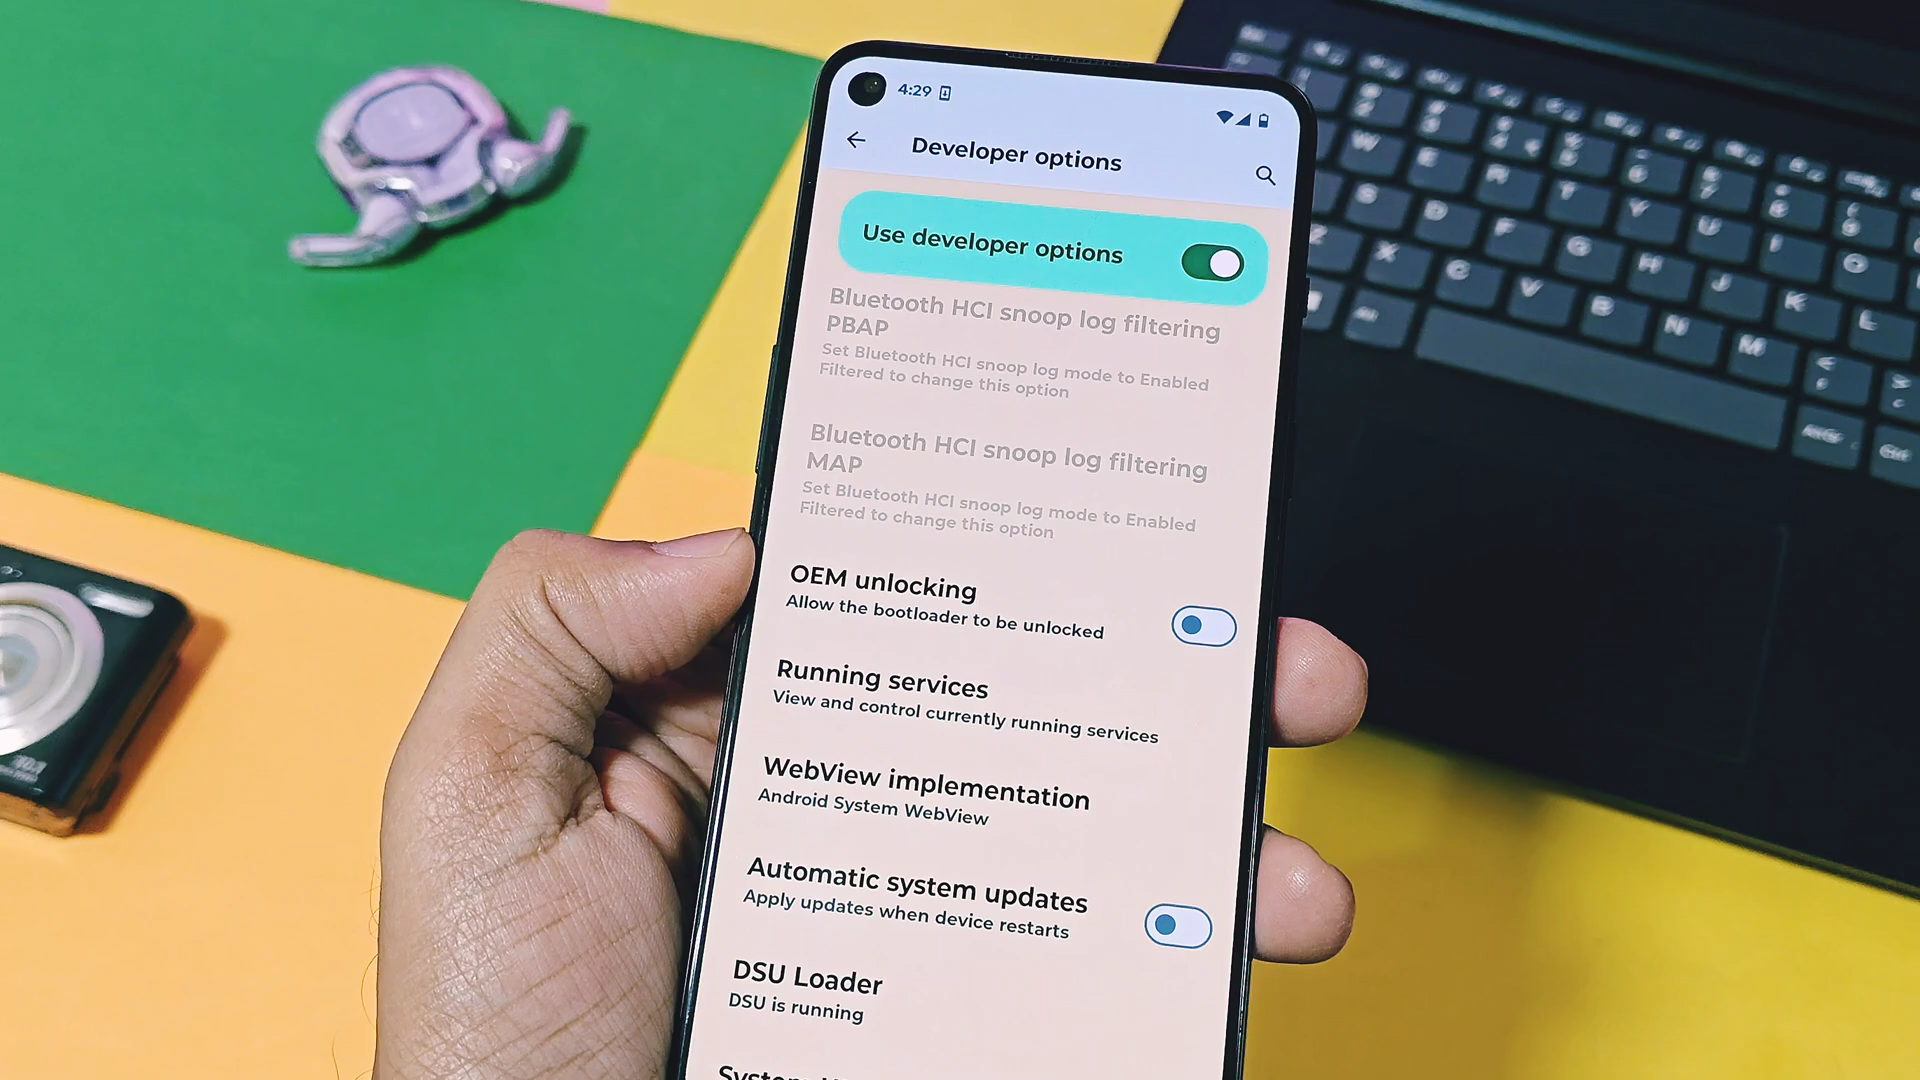 4:29
Developer options
Use developer options
Bluetooth HCI snoop log filtering
PBAP
Set Bluetooth HCI snoop log mode to Enabled
Filtered to change this option
Bluetooth HCI snoop log filtering
MAP
Set Bluetooth HCI snoop log mode to Enabled
Filtered to change this option
OEM unlocking
Allow the bootloader to be unlocked
Running services
View and control currently running services
WebView implementation
Android System WebView
Automatic system updates
Apply updates when device restarts
DSU Loader
DSU is running
W E R T Y U I O
S D F G H J K L
Z X C V B N M